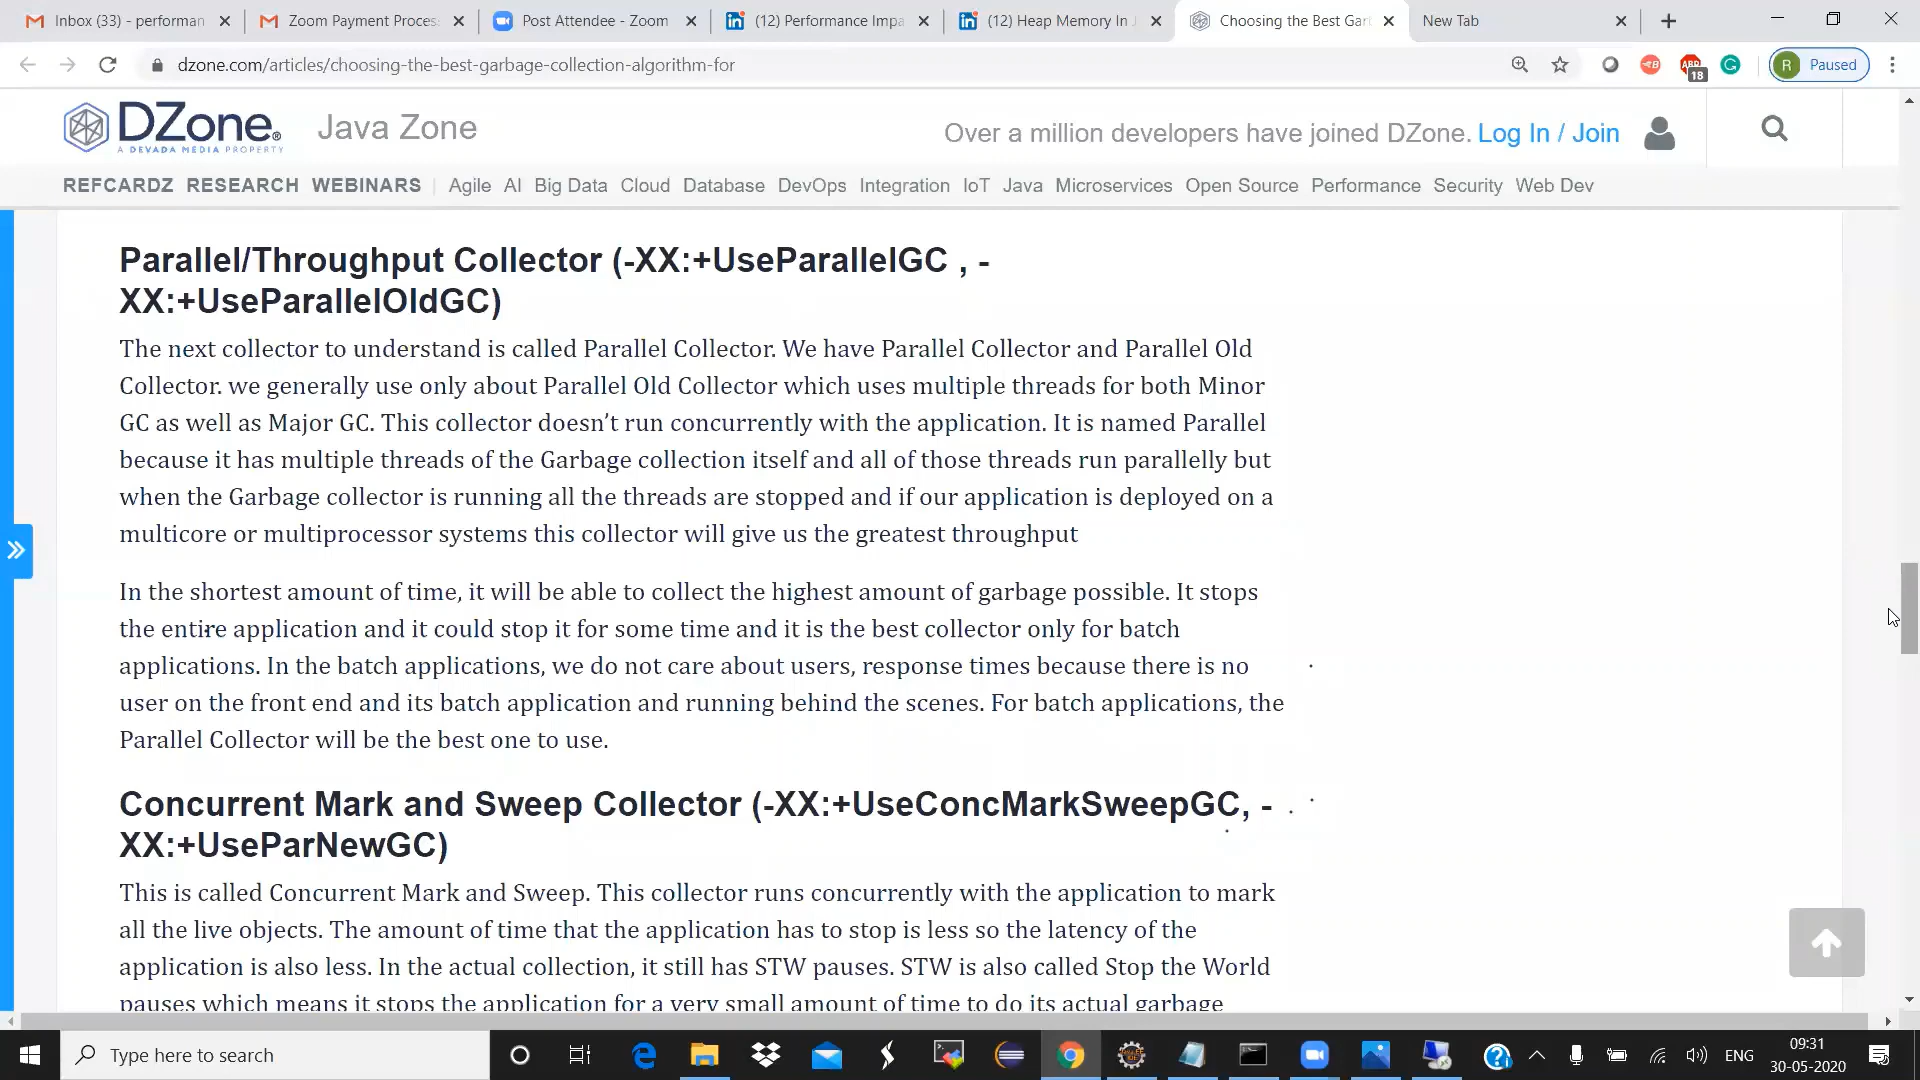 Inbox (33) - performan
Zoom Payment Proces
Post Attendee - Zoom
(12) Performance Impa
(12) Heap Memory In J
Choosing the Best Gar
New Tab
dzone.com/articles/choosing-the-best-garbage-collection-algorithm-for
ABP
18
R
Paused
DZone
A DEVADA MEDIA PROPERTY
Java Zone
Over a million developers have joined DZone. Log In / Join
REFCARDZ RESEARCH WEBINARS Agile AI Big Data Cloud Database DevOps Integration IoT Java Microservices Open Source Performance Security Web Dev
Parallel/Throughput Collector (-XX:+UseParallelGC , -
XX:+UseParallelOldGC)
The next collector to understand is called Parallel Collector. We have Parallel Collector and Parallel Old
Collector. we generally use only about Parallel Old Collector which uses multiple threads for both Minor
GC as well as Major GC. This collector doesn’t run concurrently with the application. It is named Parallel
because it has multiple threads of the Garbage collection itself and all of those threads run parallelly but
when the Garbage collector is running all the threads are stopped and if our application is deployed on a
multicore or multiprocessor systems this collector will give us the greatest throughput
In the shortest amount of time, it will be able to collect the highest amount of garbage possible. It stops
the entire application and it could stop it for some time and it is the best collector only for batch
applications. In the batch applications, we do not care about users, response times because there is no
user on the front end and its batch application and running behind the scenes. For batch applications, the
Parallel Collector will be the best one to use.
Concurrent Mark and Sweep Collector (-XX:+UseConcMarkSweepGC, -
XX:+UseParNewGC)
This is called Concurrent Mark and Sweep. This collector runs concurrently with the application to mark
all the live objects. The amount of time that the application has to stop is less so the latency of the
application is also less. In the actual collection, it still has STW pauses. STW is also called Stop the World
pauses which means it stops the application for a very small amount of time to do its actual garbage
Type here to search
ENG
09:31
30-05-2020